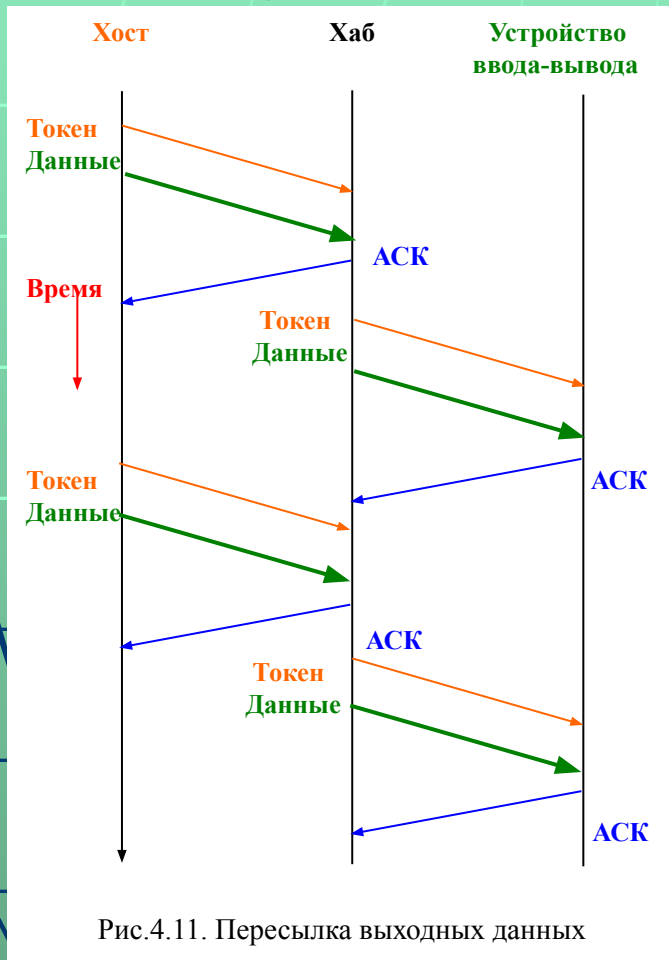 Хост
Хаб
Устройство
ввода-вывода
Токен
Данные
АСК
Время
Токен
Данные
АСК
Токен
Данные
АСК
Токен
Данные
АСК
Рис.4.11. Пересылка выходных данных